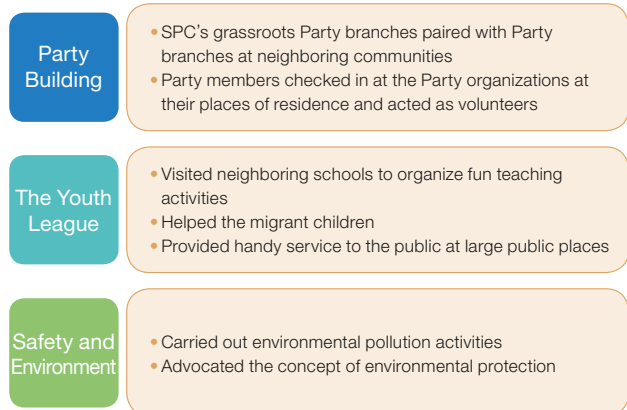 Party
Building
• SPC's grassroots Party branches paired with Party
branches at neighboring communities
• Party members checked in at the Party organizations at
their places of residence and acted as volunteers
The Youth
League
• Visited neighboring schools to organize fun teaching
activities
• Helped the migrant children
• Provided handy service to the public at large public places
Safety and
Environment
• Carried out environmental pollution activities
• Advocated the concept of environmental protection